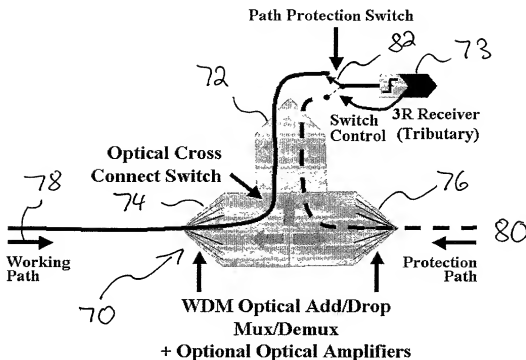 Path Protection Switch
82
73
72
Switch
Control
3R Receiver
(Tributary)
Optical Cross
Connect Switch
78
74
76
80
Working
Path
Protection
Path
70
WDM Optical Add/Drop
Mux/Demux
+ Optional Optical Amplifiers